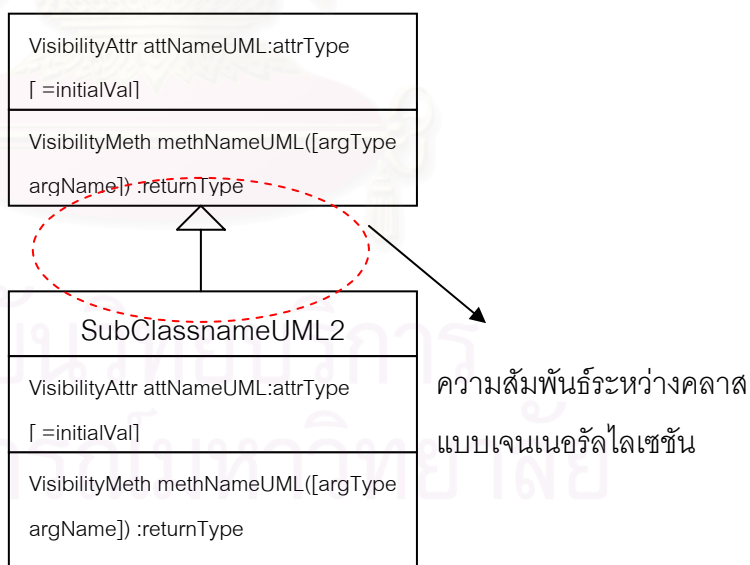 VisibilityAttr attNameUML:attrType
[ =initialVal]
VisibilityMeth methNameUML([argType
argName]) :returnType
SubClassnameUML2
VisibilityAttr attNameUML:attrType
[ =initialVal]
VisibilityMeth methNameUML([argType
argName]) :returnType
ความสัมพันธ์ระหว่างคลาส
แบบเจนเนอรัลไลเซชัน